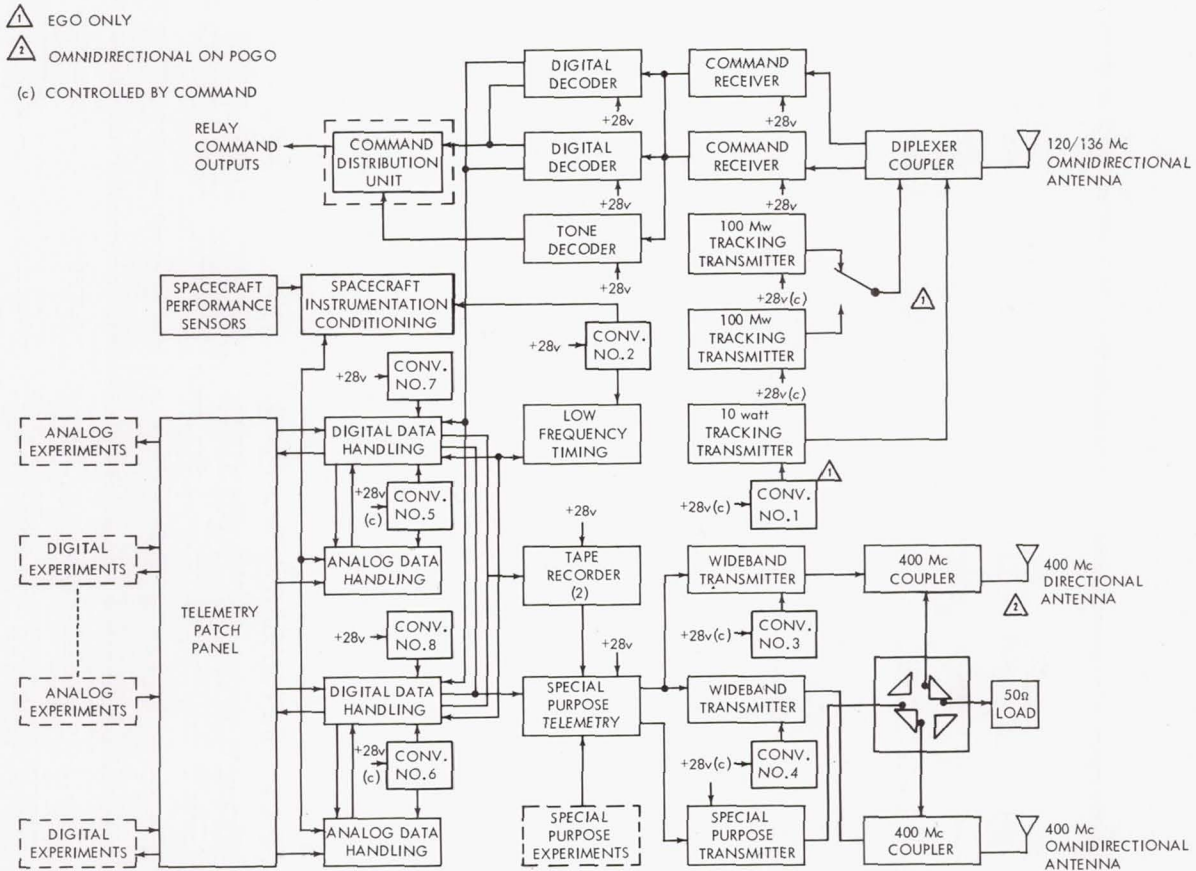 1 EGO ONLY
2 OMNIDIRECTIONAL ON POGO
(c) CONTROLLED BY COMMAND
DIGITAL
DECODER
+28v
COMMAND
RECEIVER
+28v
RELAY
COMMAND
OUTPUTS
COMMAND
DISTRIBUTION
UNIT
DIGITAL
DECODER
+28v
COMMAND
RECEIVER
+28v
DIPLEXER
COUPLER
120/136 Mc
OMNIDIRECTIONAL
ANTENNA
TONE
DECODER
+28v
100 Mw
TRACKING
TRANSMITTER
+28v(c)
1
SPACECRAFT
PERFORMANCE
SENSORS
SPACECRAFT
INSTRUMENTATION
CONDITIONING
+28v
CONV.
NO.2
100 Mw
TRACKING
TRANSMITTER
+28v(c)
+28v
CONV.
NO.7
ANALOG
EXPERIMENTS
DIGITAL DATA
HANDLING
LOW
FREQUENCY
TIMING
10 watt
TRACKING
TRANSMITTER
1
+28v
(c)
CONV.
NO.5
+28v(c)
CONV.
NO.1
+28v
DIGITAL
EXPERIMENTS
ANALOG DATA
HANDLING
TAPE
RECORDER
(2)
WIDEBAND
TRANSMITTER
400 Mc
COUPLER
400 Mc
DIRECTIONAL
ANTENNA
2
TELEMETRY
PATCH
PANEL
+28v
CONV.
NO.8
+28v
+28v(c)
CONV.
NO.3
ANALOG
EXPERIMENTS
DIGITAL DATA
HANDLING
SPECIAL
PURPOSE
TELEMETRY
WIDEBAND
TRANSMITTER
50Ω
LOAD
+28v
(c)
CONV.
NO.6
+28v(c)
CONV.
NO.4
DIGITAL
EXPERIMENTS
ANALOG DATA
HANDLING
SPECIAL
PURPOSE
EXPERIMENTS
SPECIAL
PURPOSE
TRANSMITTER
400 Mc
COUPLER
400 Mc
OMNIDIRECTIONAL
ANTENNA